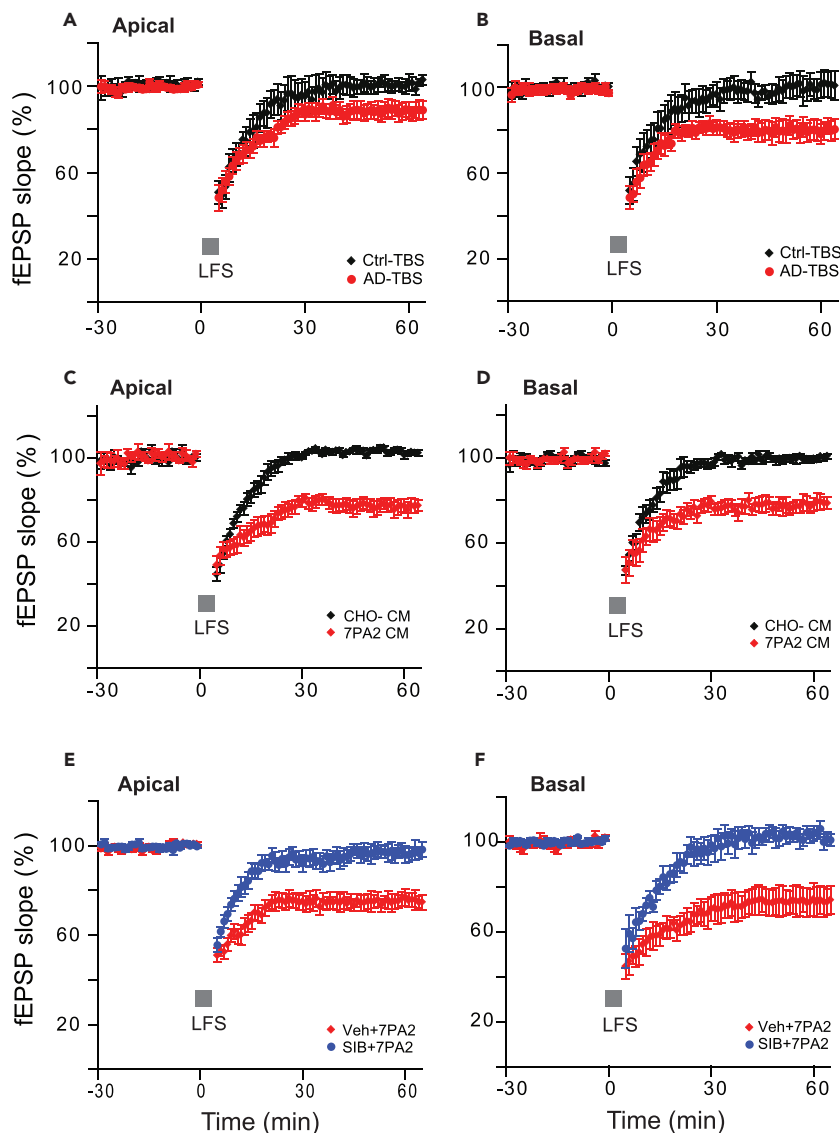 A
Apical
fEPSP slope (%)
100
60
20
LFS
Ctrl-TBS
AD-TBS
-30
0
30
60
B
Basal
100
60
20
LFS
Ctrl-TBS
AD-TBS
-30
0
30
60
C
Apical
fEPSP slope (%)
100
60
20
LFS
CHO- CM
7PA2 CM
-30
0
30
60
D
Basal
100
60
20
LFS
CHO- CM
7PA2 CM
-30
0
30
60
E
Apical
fEPSP slope (%)
100
60
20
LFS
Veh+7PA2
SIB+7PA2
-30
0
30
60
Time (min)
F
Basal
100
60
20
LFS
Veh+7PA2
SIB+7PA2
-30
0
30
60
Time (min)